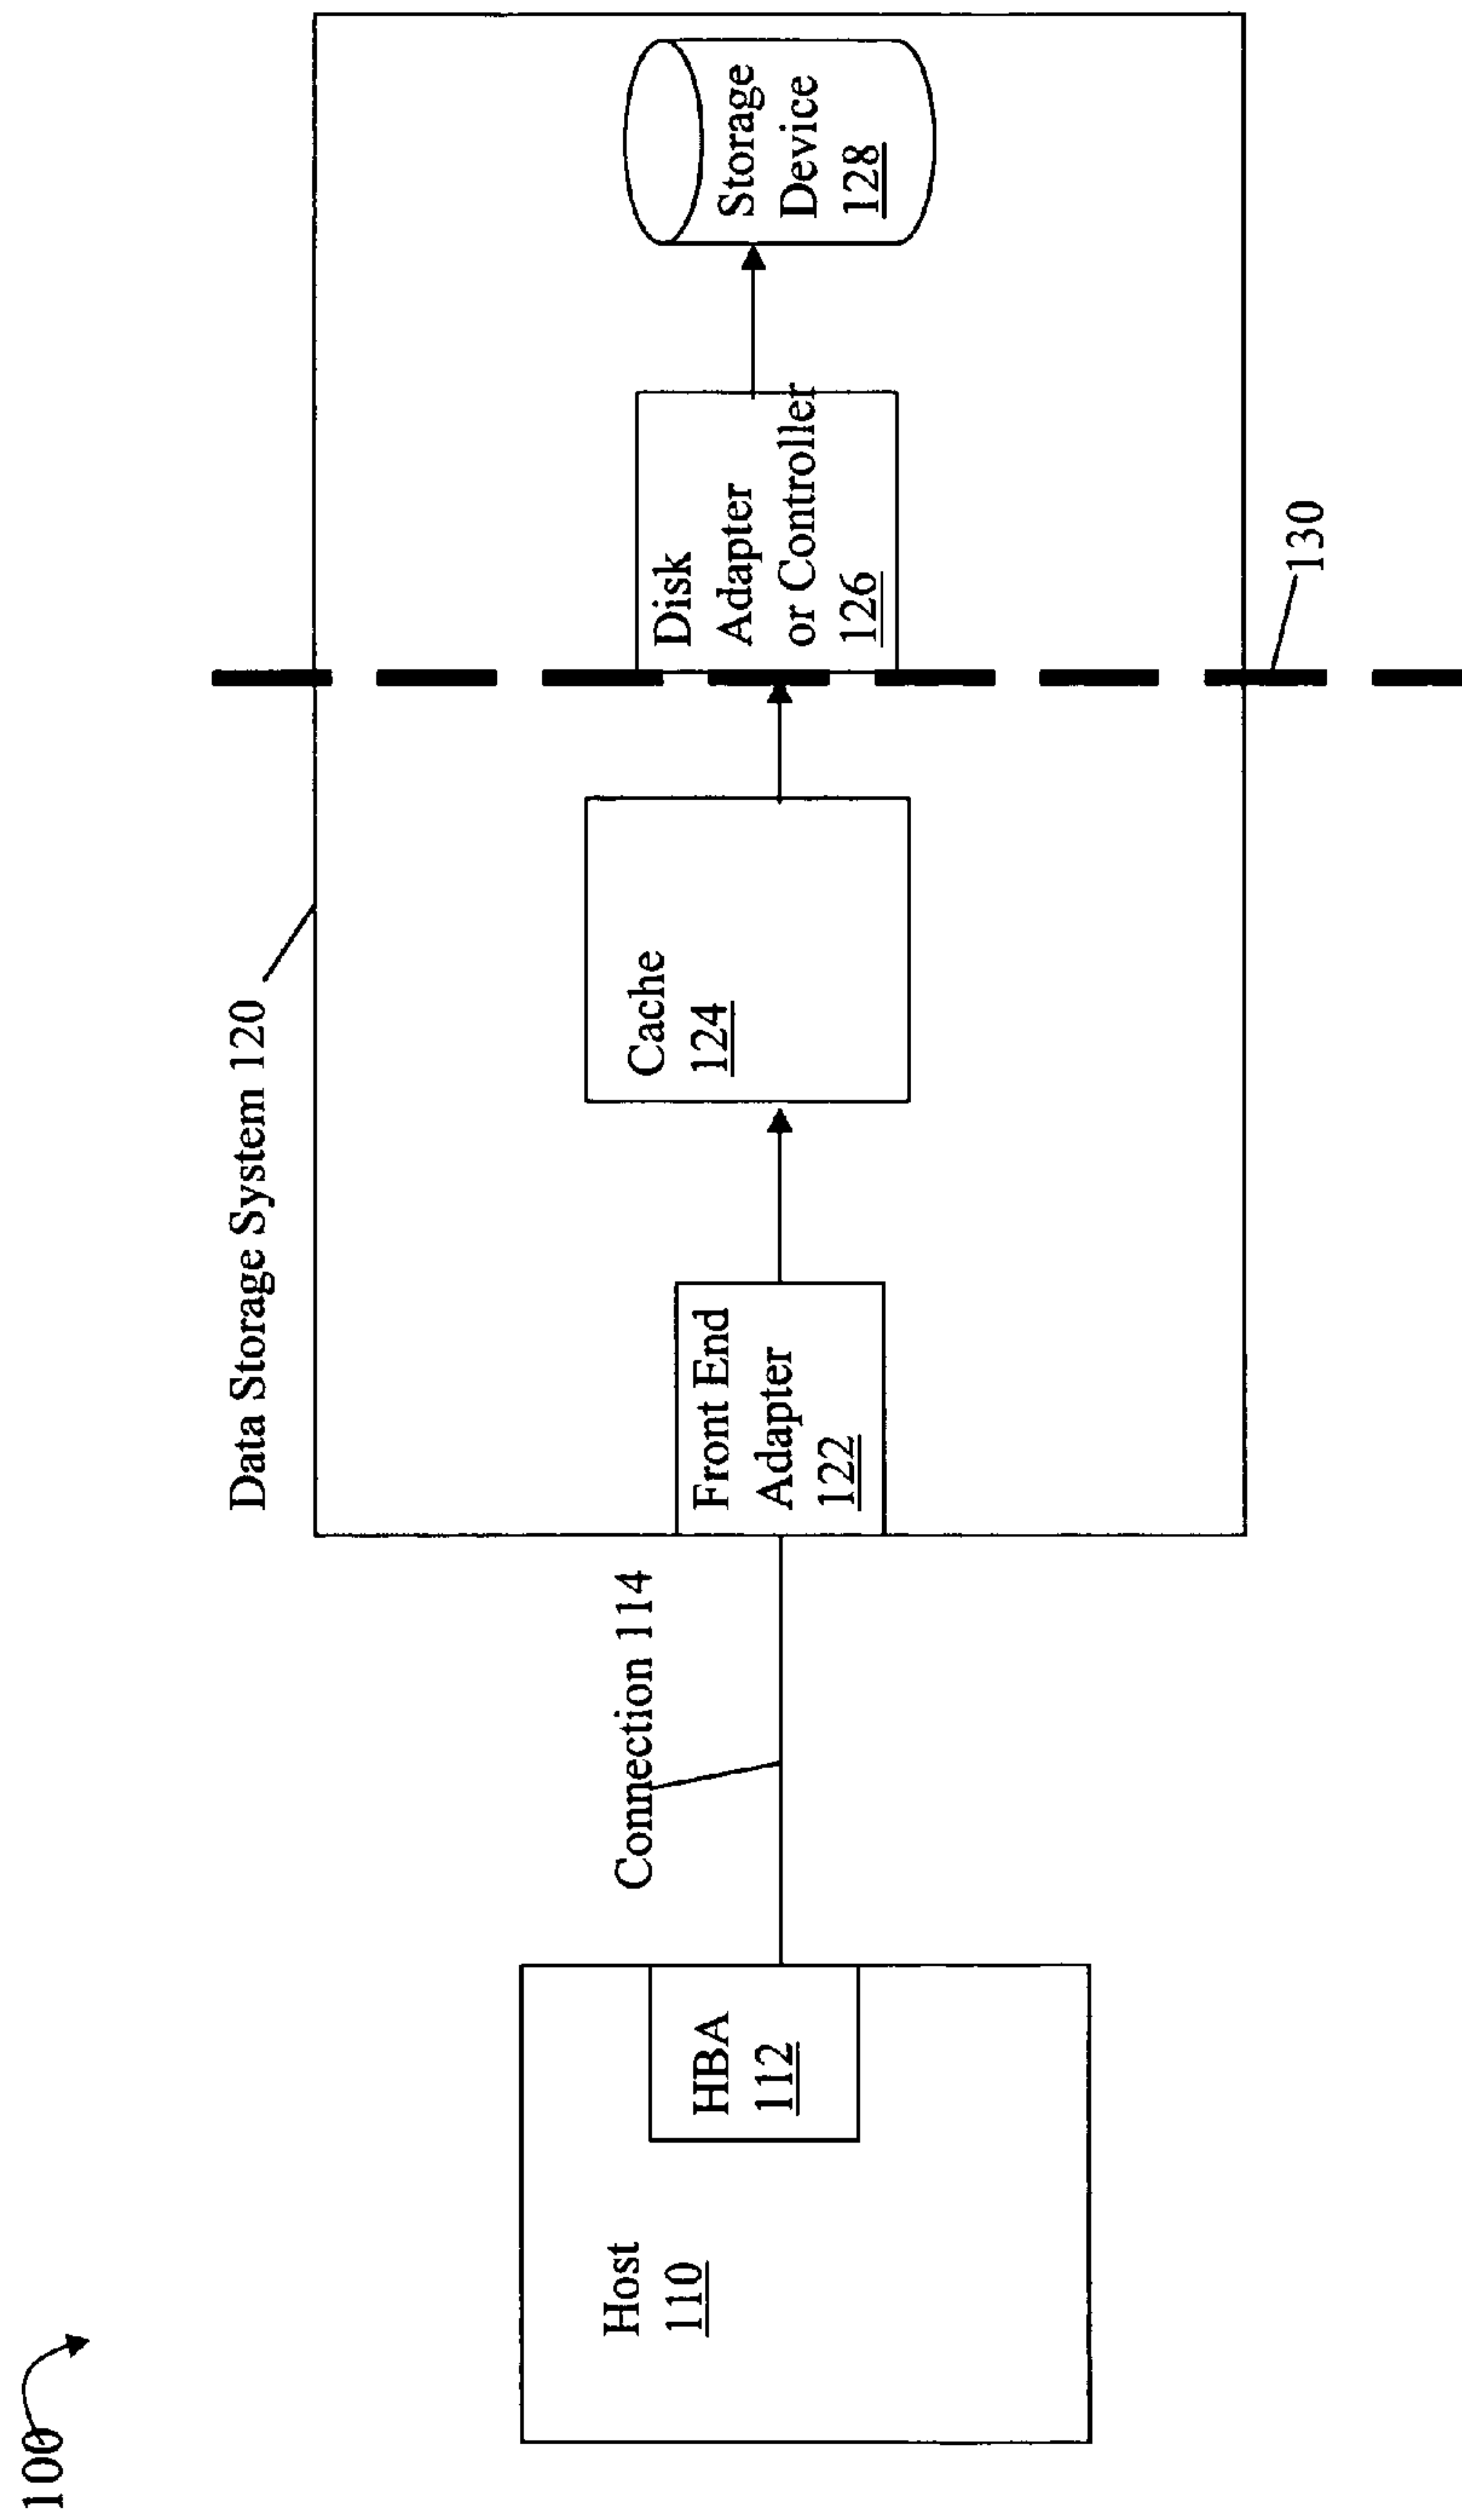 100
Data Storage System 120
Host
110
HBA
112
Connection 114
Front End
Adapter
122
Cache
124
Disk
Adapter
or Controller
126
Storage
Device
128
130